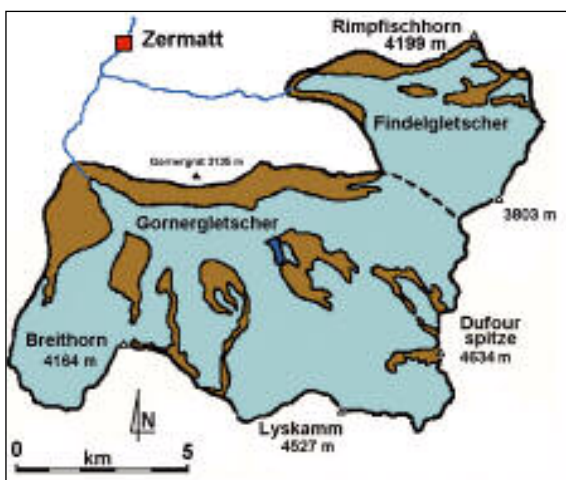 Rimpfischhorn
4199 m
Zermatt
Findelgletscher
Gornergrat 3135 m
Gornergletscher
3803 m
Dufour
spitze
4634 m
Breithorn
4164 m
N
Lyskamm
4527 m
0 5
km